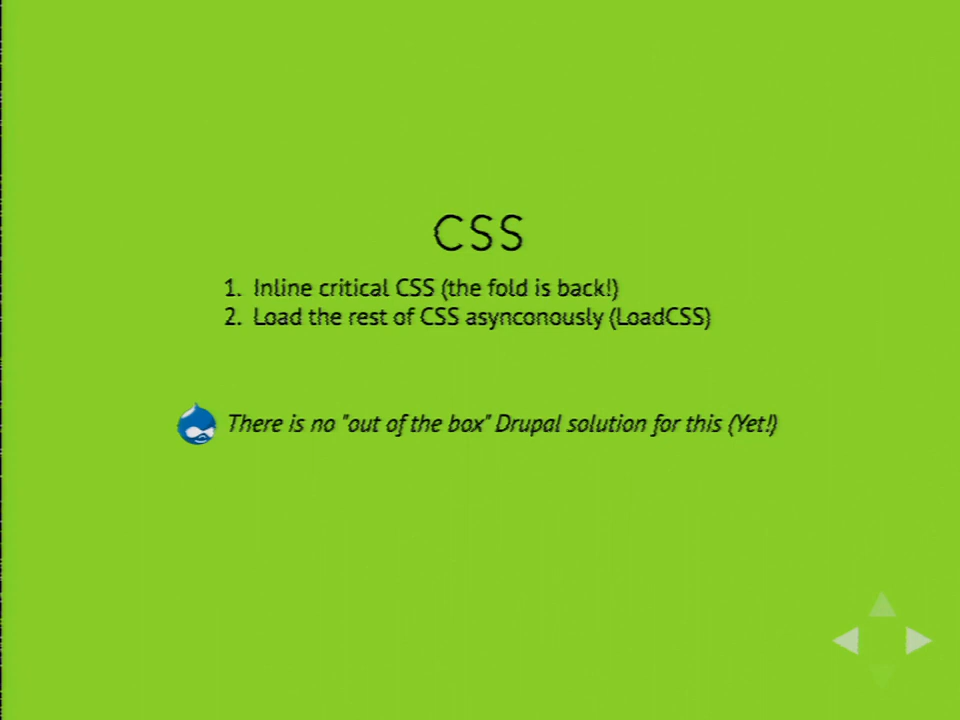 CSS
1. Inline critical CSS (the fold is back!)
2. Load the rest of CSS asynconously (LoadCSS)
There is no "out of the box" Drupal solution for this (Yet!)